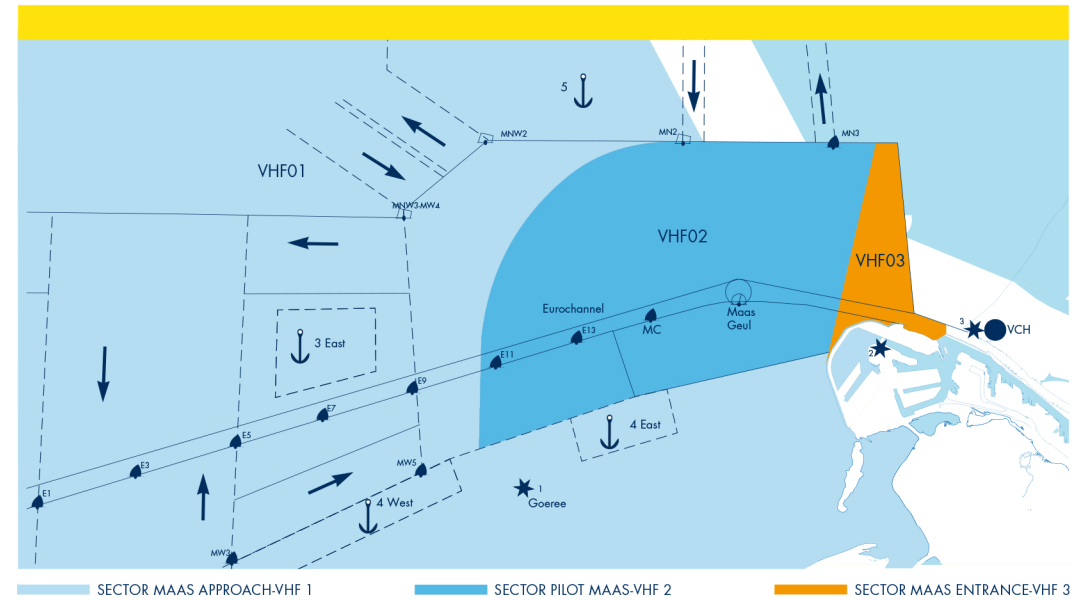 5
MNW2
MN2
MN3
VHF01
MNW3-MW4
VHF02
VHF03
Eurochannel
Maas
Geul
MC
E13
3
VCH
3 East
2
E11
E9
E7
4 East
E5
MW5
E3
1
Goeree
E1
4 West
MW3
SECTOR MAAS APPROACH-VHF 1
SECTOR PILOT MAAS-VHF 2
SECTOR MAAS ENTRANCE-VHF 3